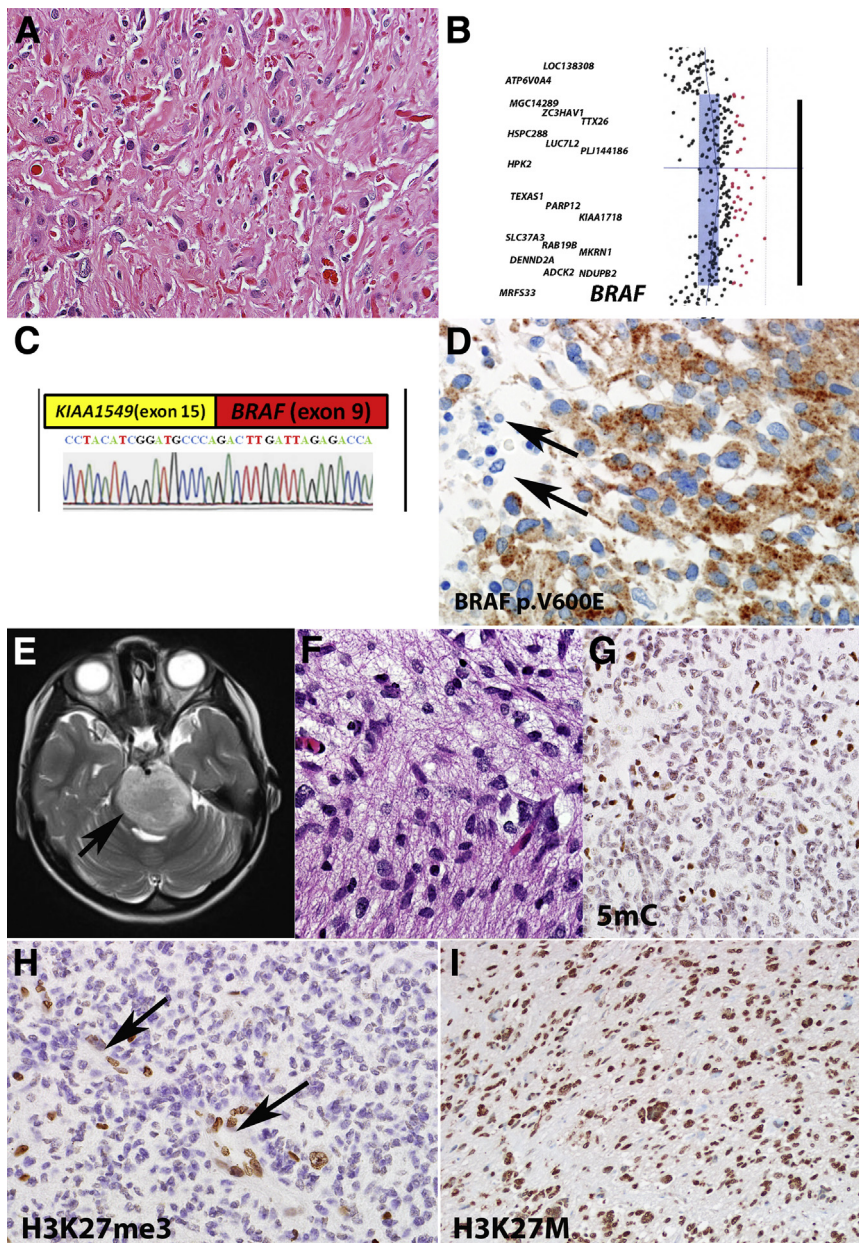 A
B
LOC138308
ATP6V0A4
MGC14289
ZC3HAV1
TTX26
HSPC288
LUC7L2
PLJ144186
HPK2
TEXAS1
PARP12
KIAA1718
SLC37A3
RAB19B
MKRN1
DENND2A
ADCK2 NDUPB2
MRFS33 BRAF
C
KIAA1549(exon 15) BRAF (exon 9)
CCTACATCGGATGCCCAGACTTGATTAGAGACCA
D
BRAF p.V600E
E
F
G
5mC
H
H3K27me3
I
H3K27M